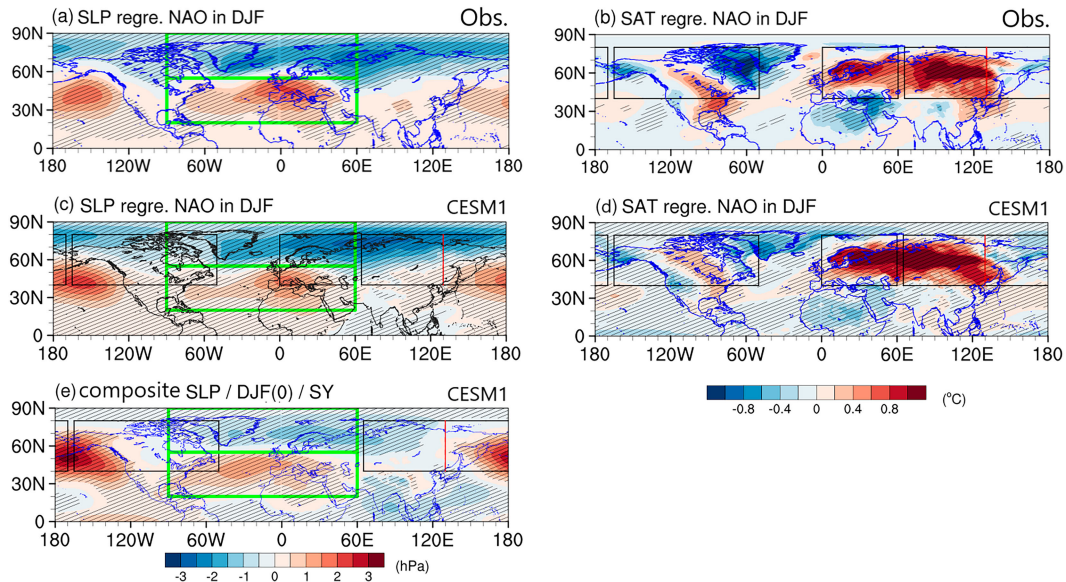 (a) SLP regre. NAO in DJF Obs.
90N
60N
30N
0
180 120W 60W 0 60E 120E 180
(b) SAT regre. NAO in DJF Obs.
90N
60N
30N
0
180 120W 60W 0 60E 120E 180
(c) SLP regre. NAO in DJF CESM1
90N
60N
30N
0
180 120W 60W 0 60E 120E 180
(d) SAT regre. NAO in DJF CESM1
90N
60N
30N
0
180 120W 60W 0 60E 120E 180
(e) composite SLP / DJF(0) / SY CESM1
90N
60N
30N
0
180 120W 60W 0 60E 120E 180
-0.8 -0.4 0 0.4 0.8 (°C)
-3 -2 -1 0 1 2 3 (hPa)